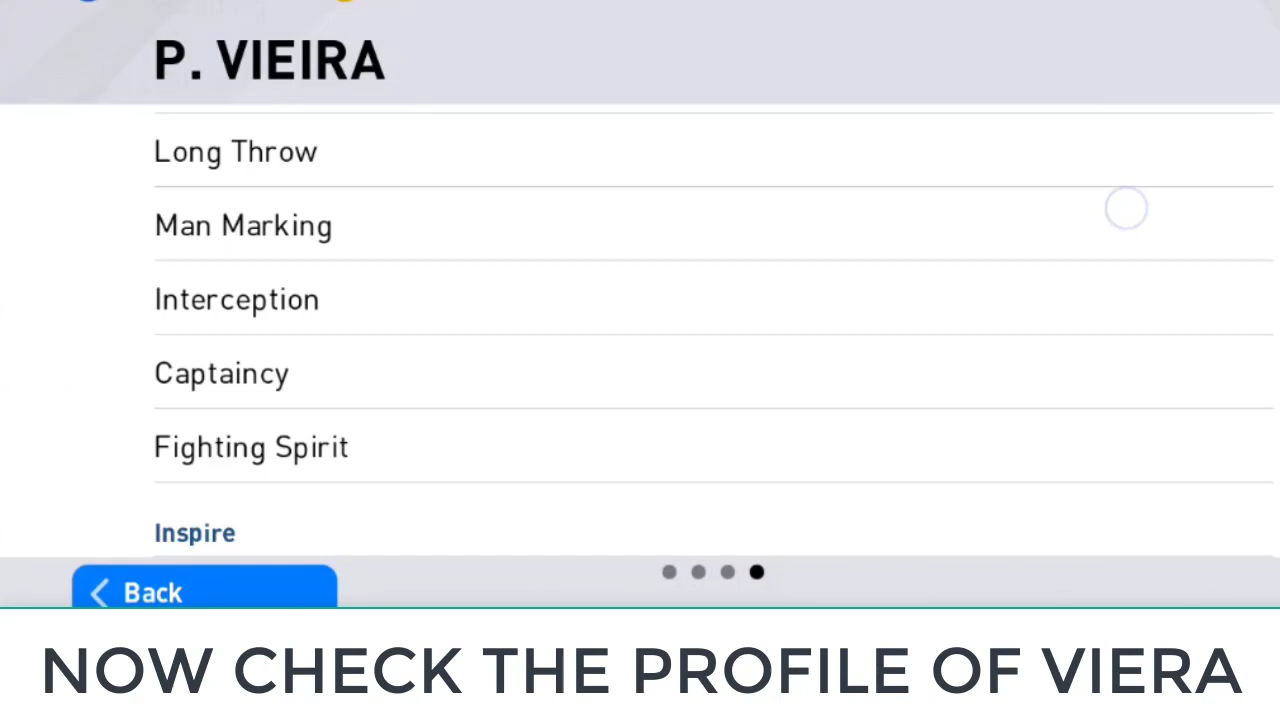 P. VIEIRA
Long Throw
Man Marking
Interception
Captaincy
Fighting Spirit
Inspire
Back
NOW CHECK THE PROFILE OF VIERA